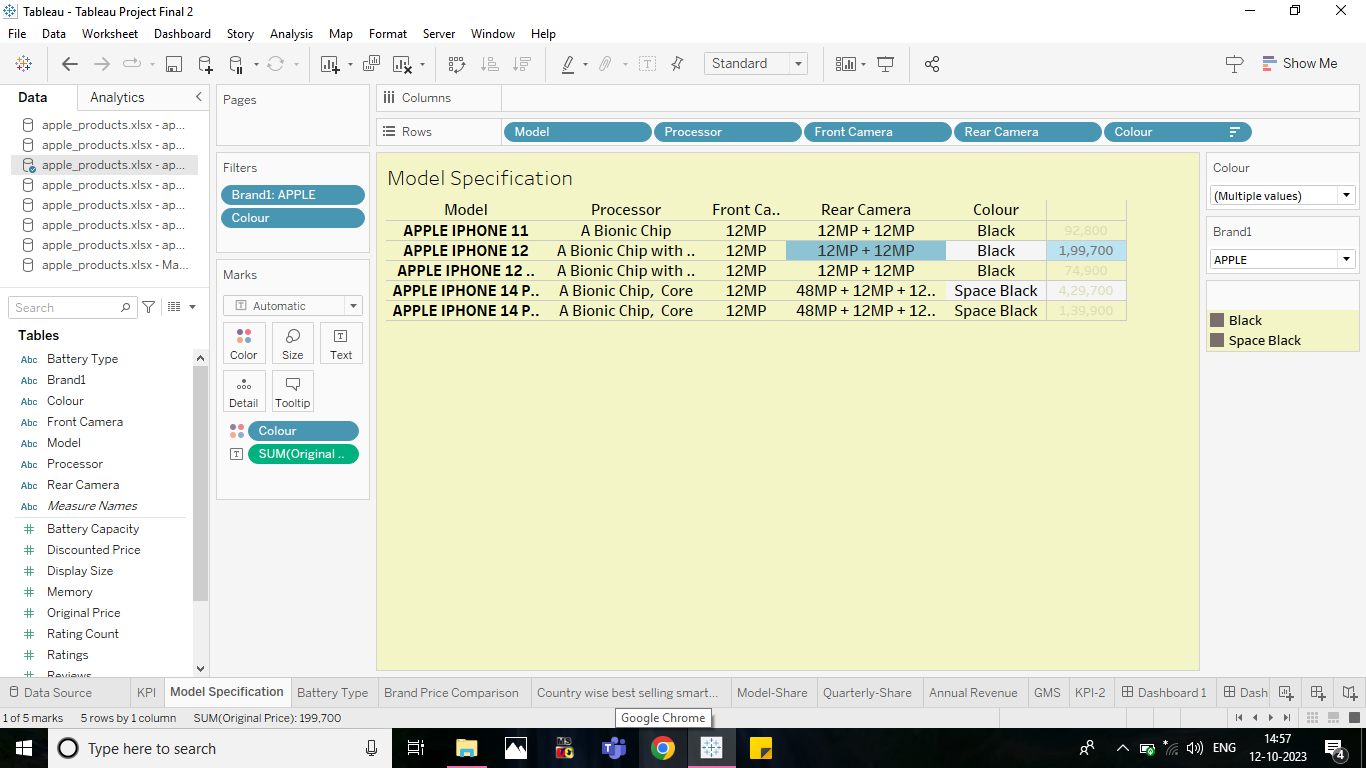 Tableau - Tableau Project Final 2
File Data Worksheet Dashboard Story Analysis Map Format Server Window Help
Standard
Show Me
Data Analytics
apple_products.xlsx - ap...
apple_products.xlsx - ap...
apple_products.xlsx - ap...
apple_products.xlsx - ap...
apple_products.xlsx - ap...
apple_products.xlsx - ap...
apple_products.xlsx - ap...
apple_products.xlsx - Ma...
Search
Tables
Abc Battery Type
Abc Brand1
Abc Colour
Abc Front Camera
Abc Model
Abc Processor
Abc Rear Camera
Abc Measure Names
Battery Capacity
Discounted Price
Display Size
Memory
Original Price
Rating Count
Ratings
Reviews
Pages
Filters
Brand1: APPLE
Colour
Marks
Automatic
Color Size Text
Detail Tooltip
Colour
SUM(Original ..
Columns
Rows Model Processor Front Camera Rear Camera Colour
Model Specification
Model Processor Front Ca.. Rear Camera Colour
APPLE IPHONE 11 A Bionic Chip 12MP 12MP + 12MP Black 92,800
APPLE IPHONE 12 A Bionic Chip with .. 12MP 12MP + 12MP Black 1,99,700
APPLE IPHONE 12 .. A Bionic Chip with .. 12MP 12MP + 12MP Black 74,900
APPLE IPHONE 14 P.. A Bionic Chip, Core 12MP 48MP + 12MP + 12.. Space Black 4,29,700
APPLE IPHONE 14 P.. A Bionic Chip, Core 12MP 48MP + 12MP + 12.. Space Black 1,39,900
Colour
(Multiple values)
Brand1
APPLE
Black
Space Black
Data Source KPI Model Specification Battery Type Brand Price Comparison Country wise best selling smart... Model-Share Quarterly-Share Annual Revenue GMS KPI-2 Dashboard 1 Dash
1 of 5 marks 5 rows by 1 column SUM(Original Price): 199,700
Google Chrome
Type here to search
ENG
14:57
12-10-2023
4